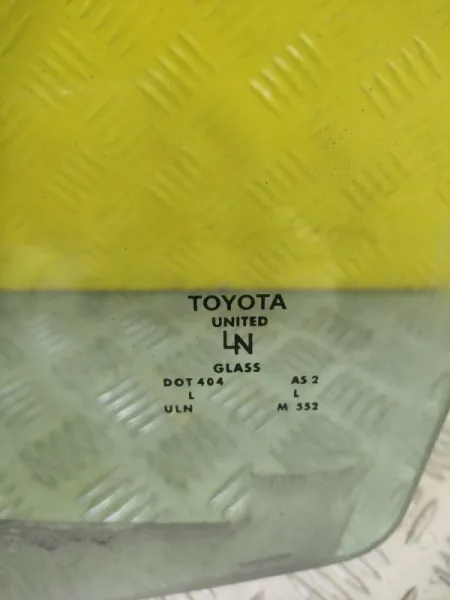 TOYOTA
UNITED
LN
GLASS
DOT 404 AS 2
L L
ULN M 552